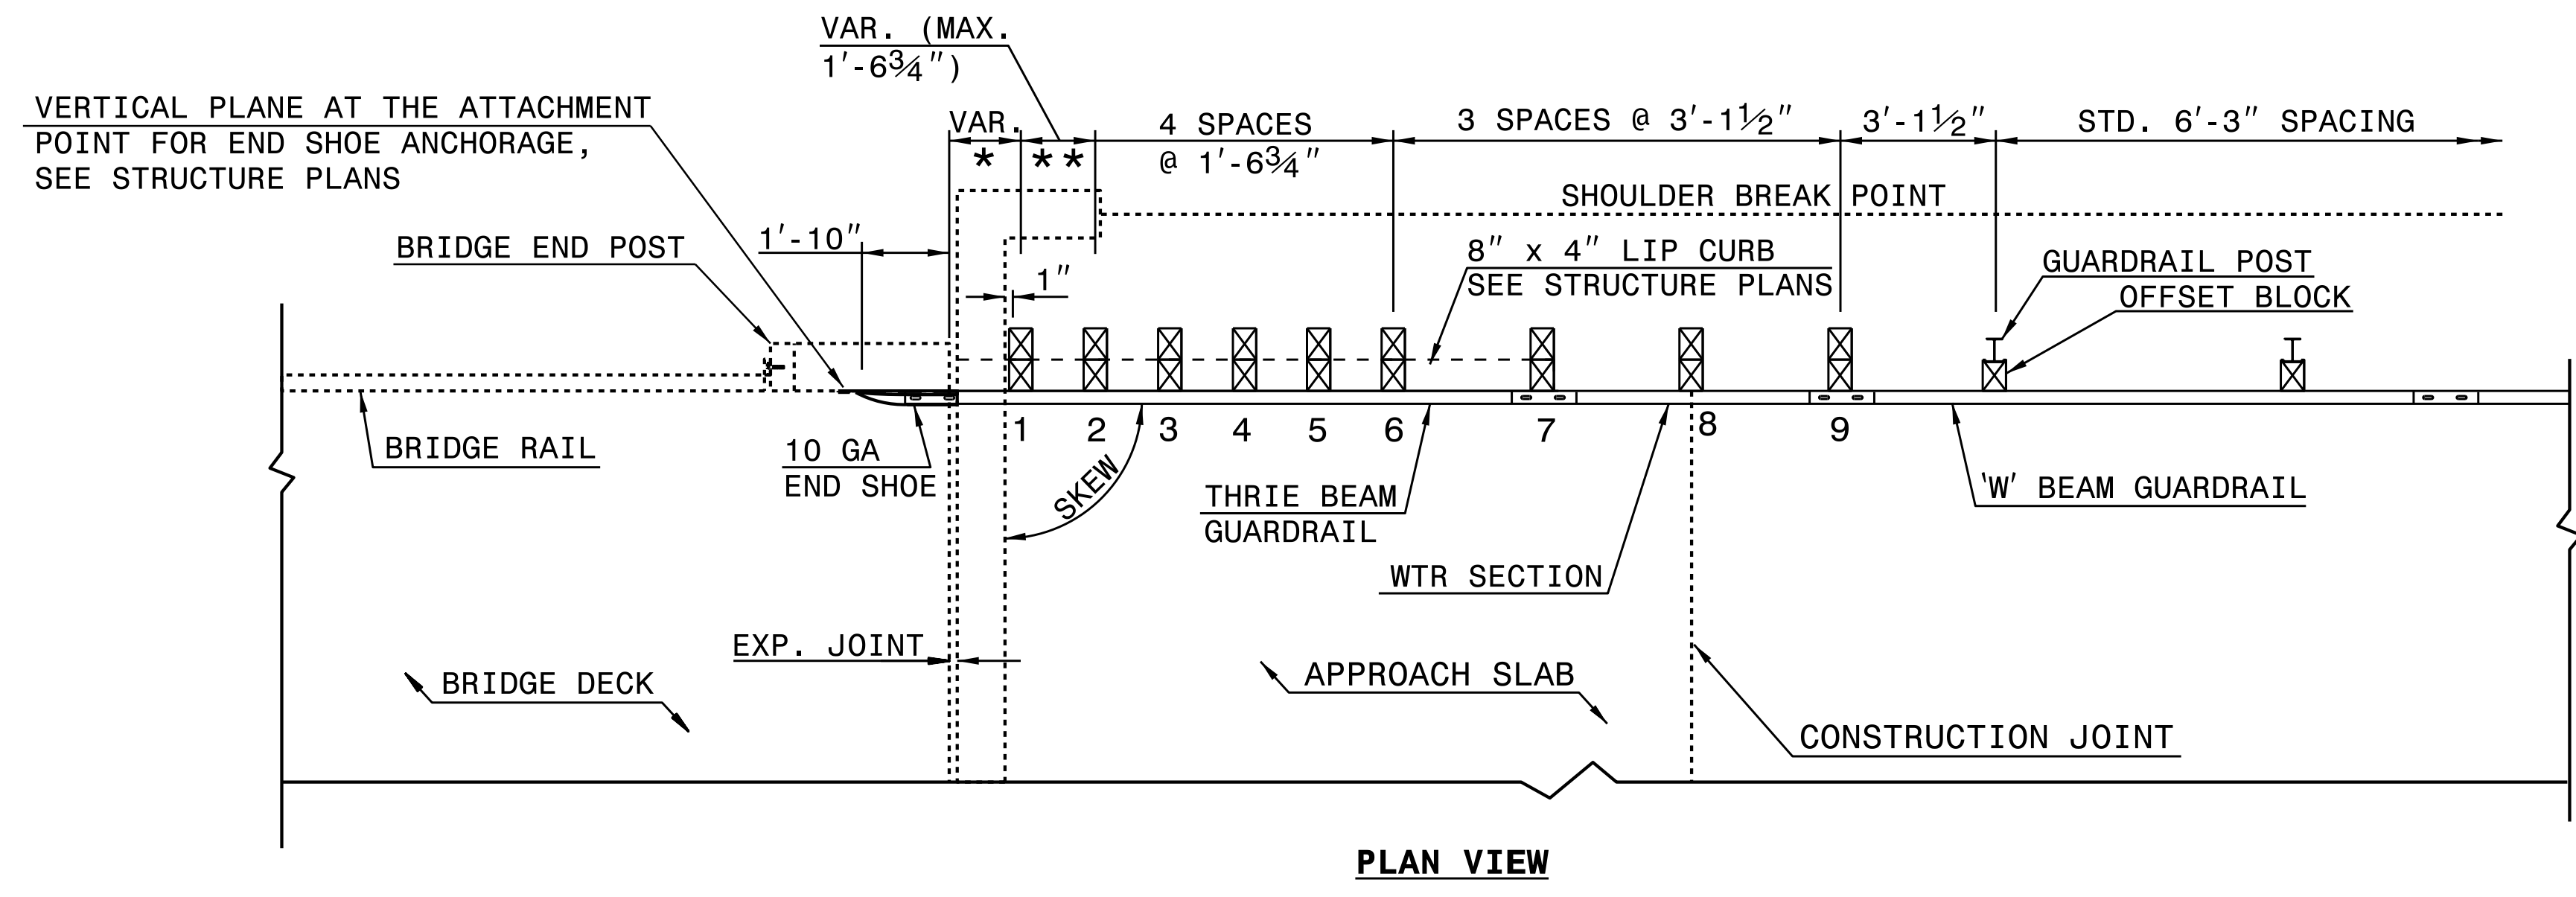 VAR. (MAX.
1'-6¾")
VERTICAL PLANE AT THE ATTACHMENT
POINT FOR END SHOE ANCHORAGE,
SEE STRUCTURE PLANS
VAR.
*
**
4 SPACES
@ 1'-6¾"
3 SPACES @ 3'-1½"
3'-1½"
STD. 6'-3" SPACING
SHOULDER BREAK POINT
BRIDGE END POST
1'-10"
1"
8" x 4" LIP CURB
SEE STRUCTURE PLANS
GUARDRAIL POST
OFFSET BLOCK
BRIDGE RAIL
10 GA
END SHOE
1 2 3 4 5 6 7 8 9
SKEW
THRIE BEAM
GUARDRAIL
'W' BEAM GUARDRAIL
WTR SECTION
EXP. JOINT
BRIDGE DECK
APPROACH SLAB
CONSTRUCTION JOINT
PLAN VIEW